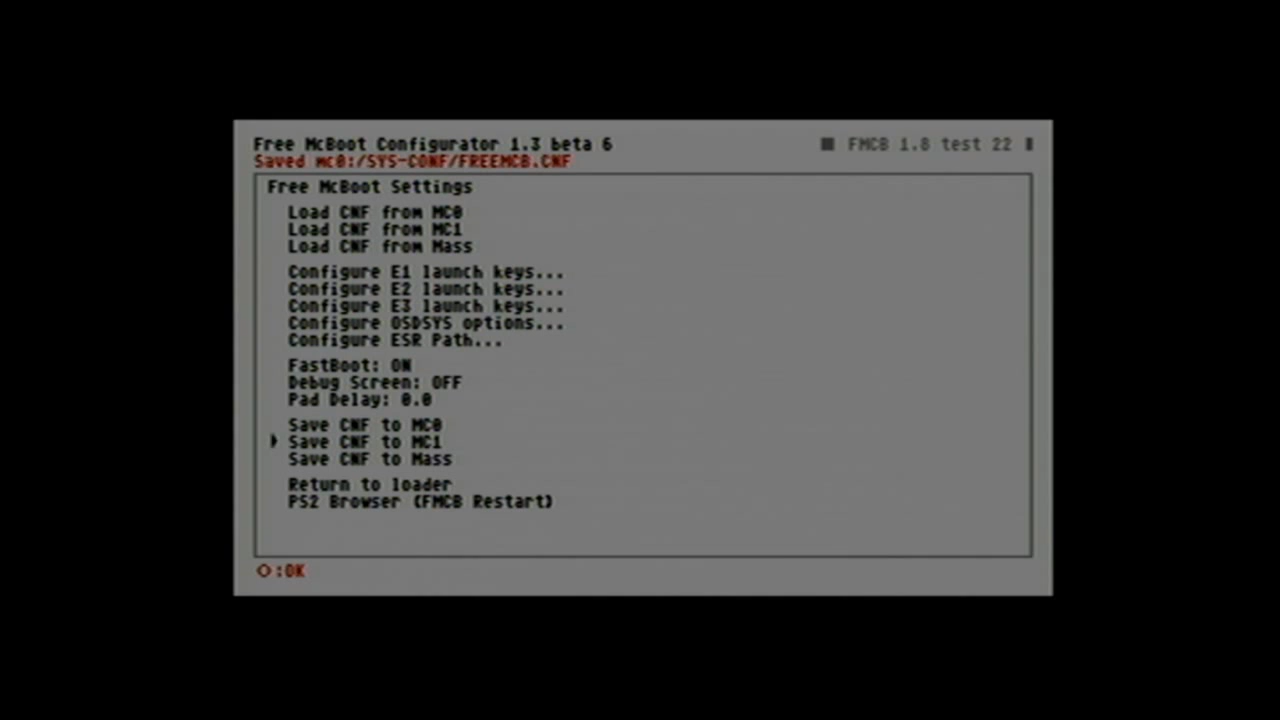 Free McBoot Configurator 1.3 beta 6
FMCB 1.8 test 22
Saved mc0:/SYS-CONF/FREEMCB.CNF
Free McBoot Settings
Load CNF from MC0
Load CNF from MC1
Load CNF from Mass
Configure E1 launch keys...
Configure E2 launch keys...
Configure E3 launch keys...
Configure OSDSYS options...
Configure ESR Path...
FastBoot: ON
Debug Screen: OFF
Pad Delay: 0.0
Save CNF to MC0
Save CNF to MC1
Save CNF to Mass
Return to loader
PS2 Browser (FMCB Restart)
O:OK